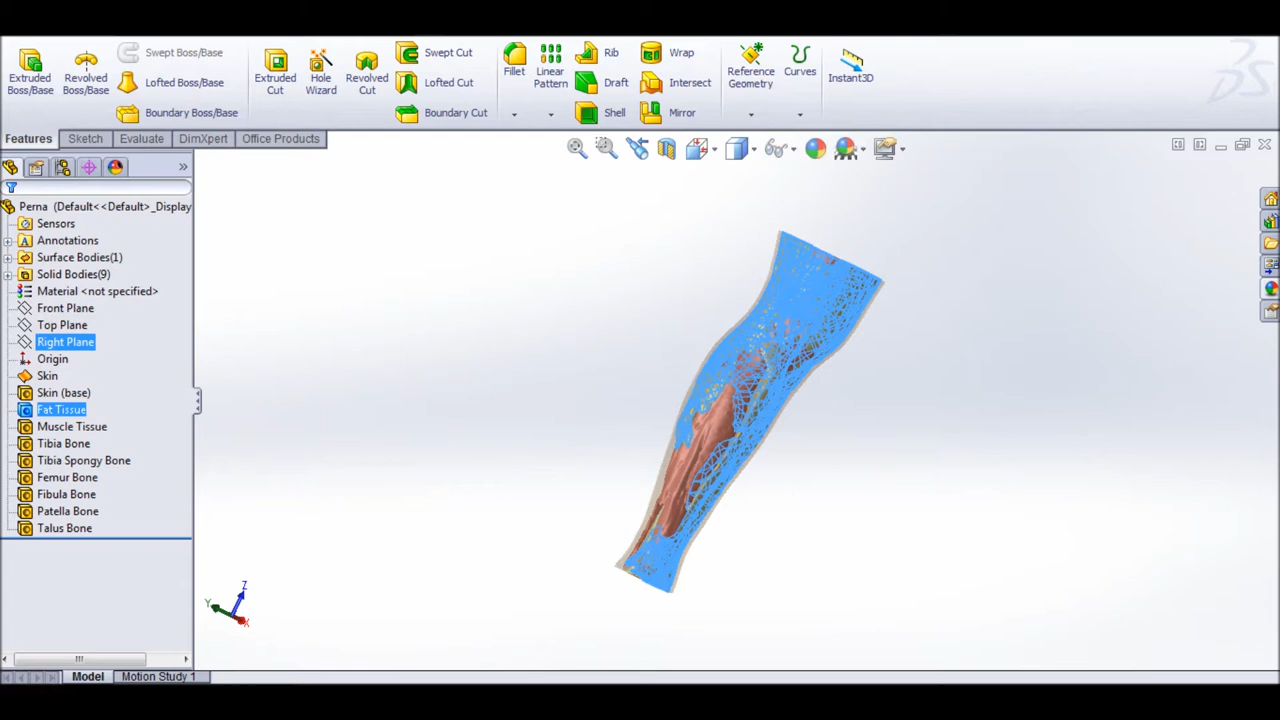 Extruded Boss/Base
Revolved Boss/Base
Swept Boss/Base
Lofted Boss/Base
Boundary Boss/Base
Extruded Cut
Hole Wizard
Revolved Cut
Swept Cut
Lofted Cut
Boundary Cut
Fillet
Linear Pattern
Rib
Draft
Shell
Wrap
Intersect
Mirror
Reference Geometry
Curves
Instant3D
Features Sketch Evaluate DimXpert Office Products
Perna (Default<<Default>_Display
Sensors
Annotations
Surface Bodies(1)
Solid Bodies(9)
Material <not specified>
Front Plane
Top Plane
Right Plane
Origin
Skin
Skin (base)
Fat Tissue
Muscle Tissue
Tibia Bone
Tibia Spongy Bone
Femur Bone
Fibula Bone
Patella Bone
Talus Bone
Z
Y
X
Model Motion Study 1